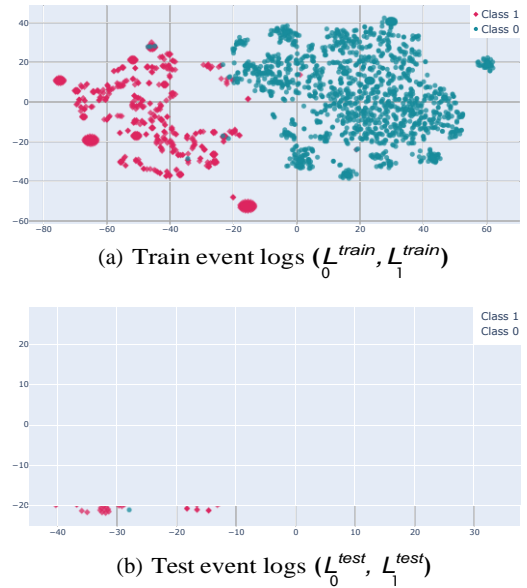 Class 1
Class 0
40
20
0
−20
−40
−60
−80 −60 −40 −20 0 20 40 60
(a) Train event logs (L₀ᵗʳᵃⁱⁿ, L₁ᵗʳᵃⁱⁿ)
Class 1
Class 0
20
10
0
−10
−20
−40 −30 −20 −10 0 10 20 30
(b) Test event logs (L₀ᵗᵉˢᵗ, L₁ᵗᵉˢᵗ)